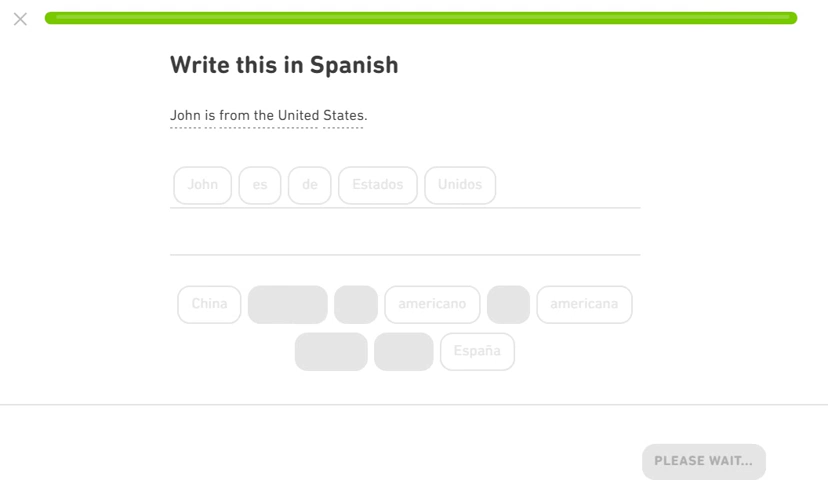 Write this in Spanish
John is from the United States.
John es de Estados Unidos
China americano americana
España
PLEASE WAIT...